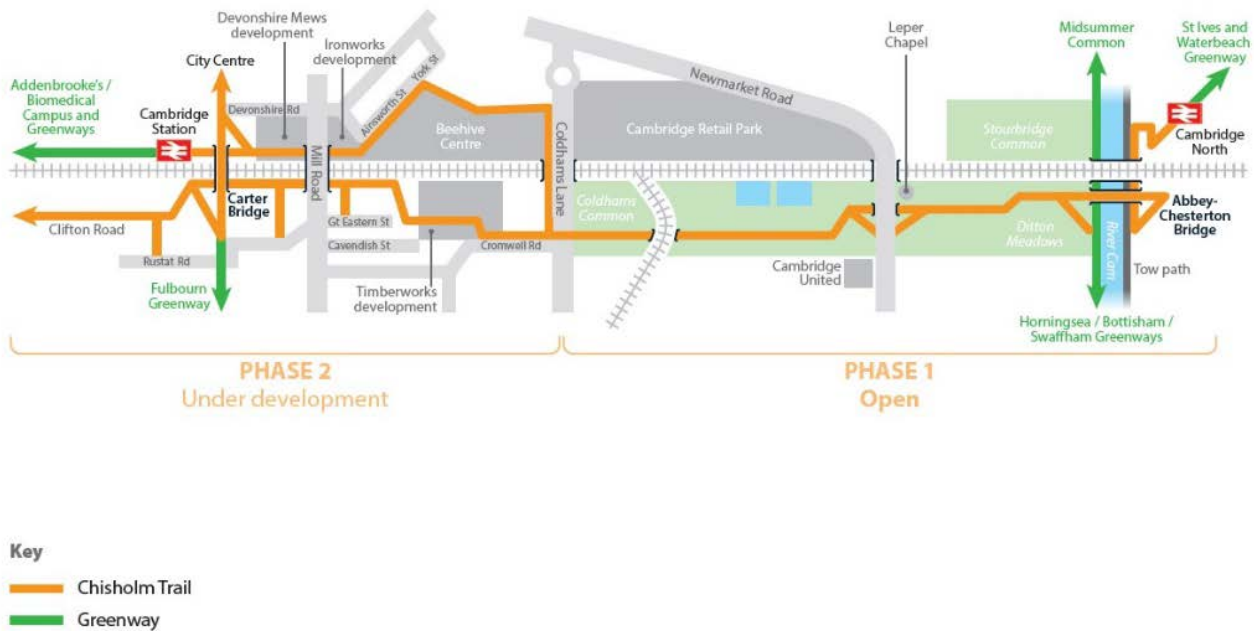 Devonshire Mews
development
Ironworks
development
City Centre
Addenbrooke's /
Biomedical
Campus and
Greenways
Cambridge
Station
Devonshire Rd
Mill Road
Ainsworth St
York St
Beehive
Centre
Coldhams Lane
Newmarket Road
Cambridge Retail Park
Leper
Chapel
Stourbridge
Common
Midsummer
Common
St Ives and
Waterbeach
Greenway
Cambridge
North
Carter
Bridge
Clifton Road
Rustat Rd
Fulbourn
Greenway
Gt Eastern St
Cavendish St
Cromwell Rd
Timberworks
development
Coldhams
Common
Cambridge
United
Ditton
Meadows
River Cam
Abbey-
Chesterton
Bridge
Tow path
Horningsea / Bottisham /
Swaffham Greenways
PHASE 2
Under development
PHASE 1
Open
Key
Chisholm Trail
Greenway